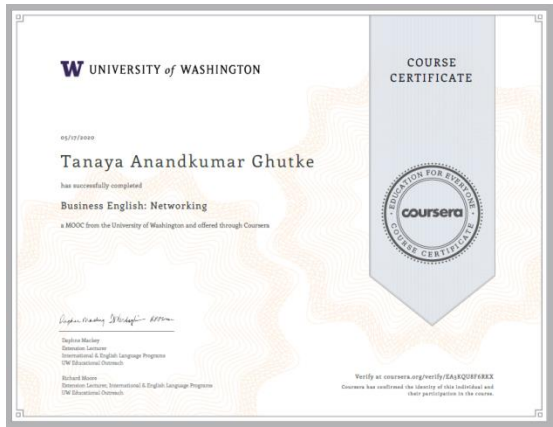 W UNIVERSITY of WASHINGTON
COURSE
CERTIFICATE
05/17/2020
Tanaya Anandkumar Ghutke
has successfully completed
Business English: Networking
a MOOC from the University of Washington and offered through Coursera
EDUCATION FOR EVERYONE
coursera
COURSE CERTIFICATE
Daphne Mackey
Extension Lecturer
International & English Language Programs
UW Educational Outreach
Richard Moore
Extension Lecturer, International & English Language Programs
UW Educational Outreach
Verify at coursera.org/verify/EA5KQU8F6RKX
Coursera has confirmed the identity of this individual and
their participation in the course.